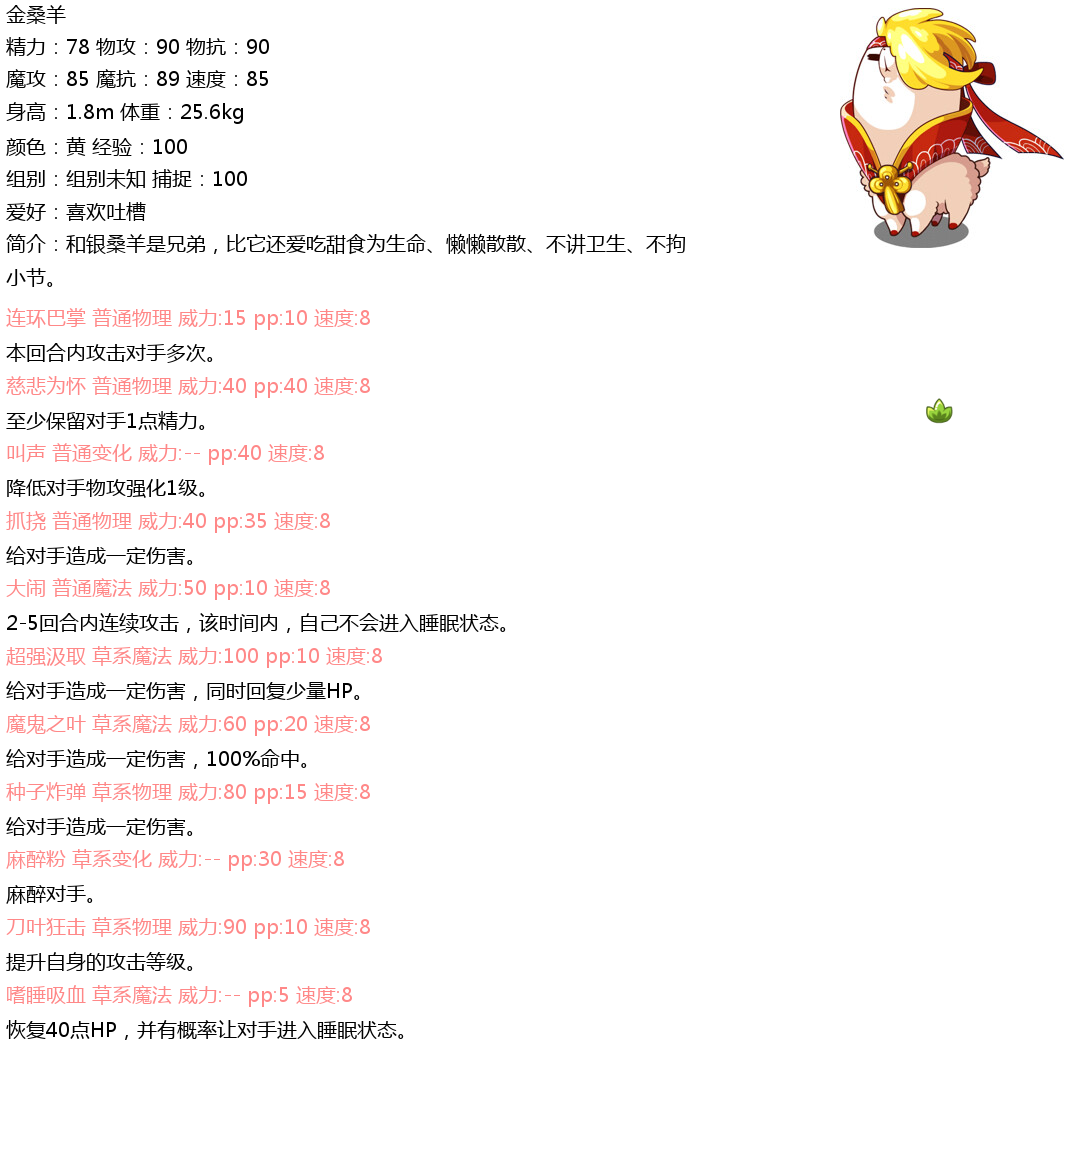 金桑羊
精力：78 物攻：90 物抗：90
魔攻：85 魔抗：89 速度：85
身高：1.8m 体重：25.6kg
颜色：黄 经验：100
组别：组别未知 捕捉：100
爱好：喜欢吐槽
简介：和银桑羊是兄弟，比它还爱吃甜食为生命、懒懒散散、不讲卫生、不拘
小节。
连环巴掌 普通物理 威力:15 pp:10 速度:8
本回合内攻击对手多次。
慈悲为怀 普通物理 威力:40 pp:40 速度:8
至少保留对手1点精力。
叫声 普通变化 威力:-- pp:40 速度:8
降低对手物攻强化1级。
抓挠 普通物理 威力:40 pp:35 速度:8
给对手造成一定伤害。
大闹 普通魔法 威力:50 pp:10 速度:8
2-5回合内连续攻击，该时间内，自己不会进入睡眠状态。
超强汲取 草系魔法 威力:100 pp:10 速度:8
给对手造成一定伤害，同时回复少量HP。
魔鬼之叶 草系魔法 威力:60 pp:20 速度:8
给对手造成一定伤害，100%命中。
种子炸弹 草系物理 威力:80 pp:15 速度:8
给对手造成一定伤害。
麻醉粉 草系变化 威力:-- pp:30 速度:8
麻醉对手。
刀叶狂击 草系物理 威力:90 pp:10 速度:8
提升自身的攻击等级。
嗜睡吸血 草系魔法 威力:-- pp:5 速度:8
恢复40点HP，并有概率让对手进入睡眠状态。